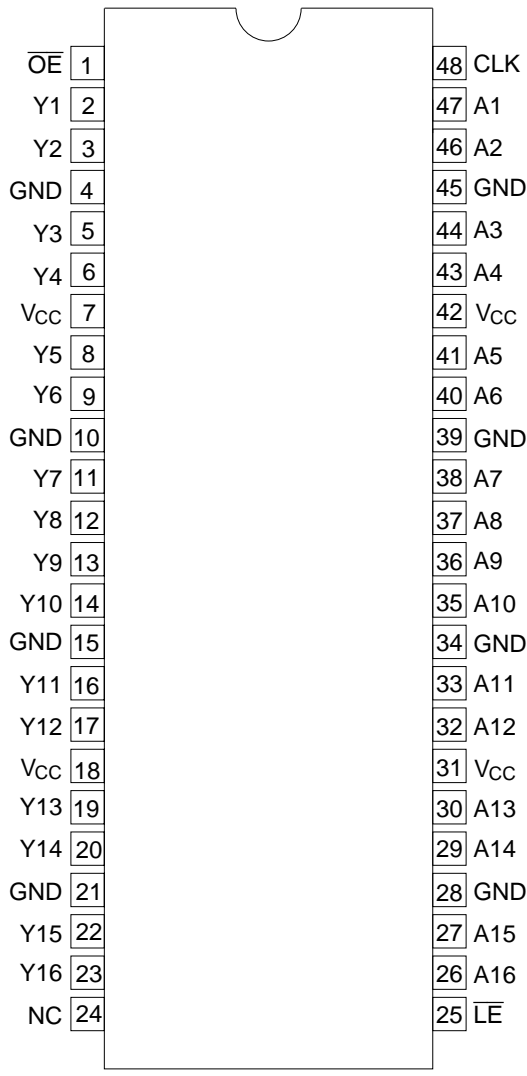 O̅E̅ 1 48 CLK
Y1 2 47 A1
Y2 3 46 A2
GND 4 45 GND
Y3 5 44 A3
Y4 6 43 A4
VCC 7 42 VCC
Y5 8 41 A5
Y6 9 40 A6
GND 10 39 GND
Y7 11 38 A7
Y8 12 37 A8
Y9 13 36 A9
Y10 14 35 A10
GND 15 34 GND
Y11 16 33 A11
Y12 17 32 A12
VCC 18 31 VCC
Y13 19 30 A13
Y14 20 29 A14
GND 21 28 GND
Y15 22 27 A15
Y16 23 26 A16
NC 24 25 L̅E̅